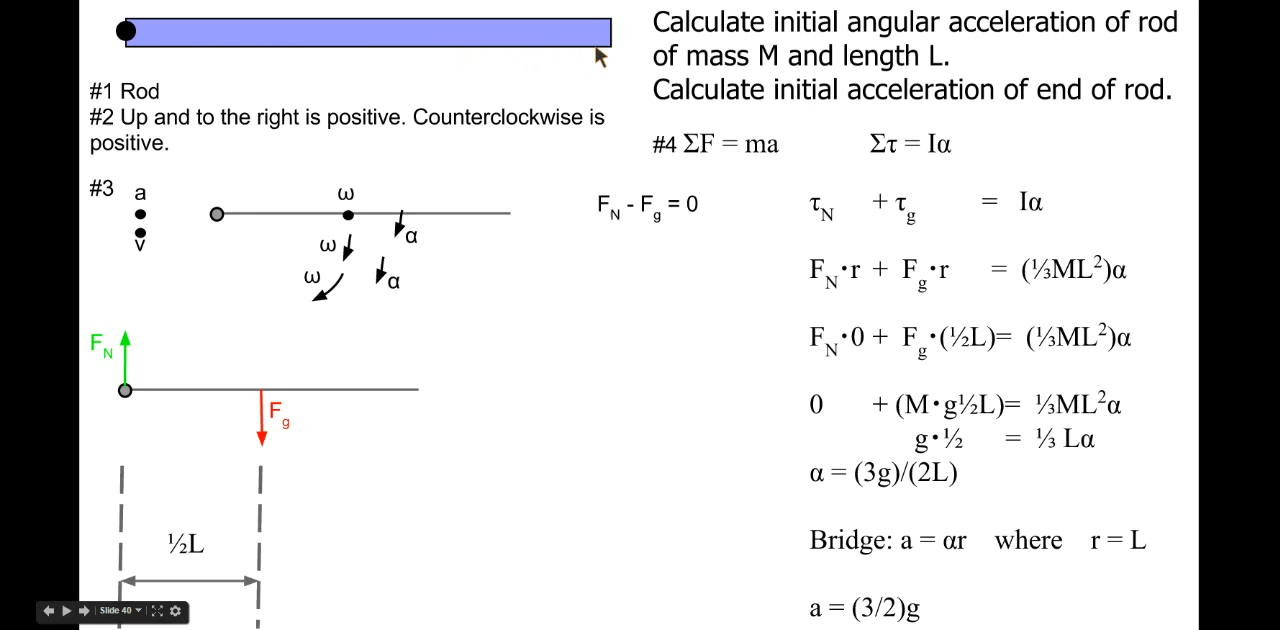 Calculate initial angular acceleration of rod
of mass M and length L.
Calculate initial acceleration of end of rod.
#1 Rod
#2 Up and to the right is positive. Counterclockwise is
positive.
#3
a
v
ω
ω
ω
α
α
#4 ΣF = ma
Στ = Iα
F_N - F_g = 0
τ_N + τ_g = Iα
F_N·r + F_g·r = (⅓ML²)α
F_N·0 + F_g·(½L)= (⅓ML²)α
0 + (M·g½L)= ⅓ML²α
g·½ = ⅓ Lα
α = (3g)/(2L)
Bridge: a = αr where r = L
a = (3/2)g
F_N
F_g
½L
Slide 40